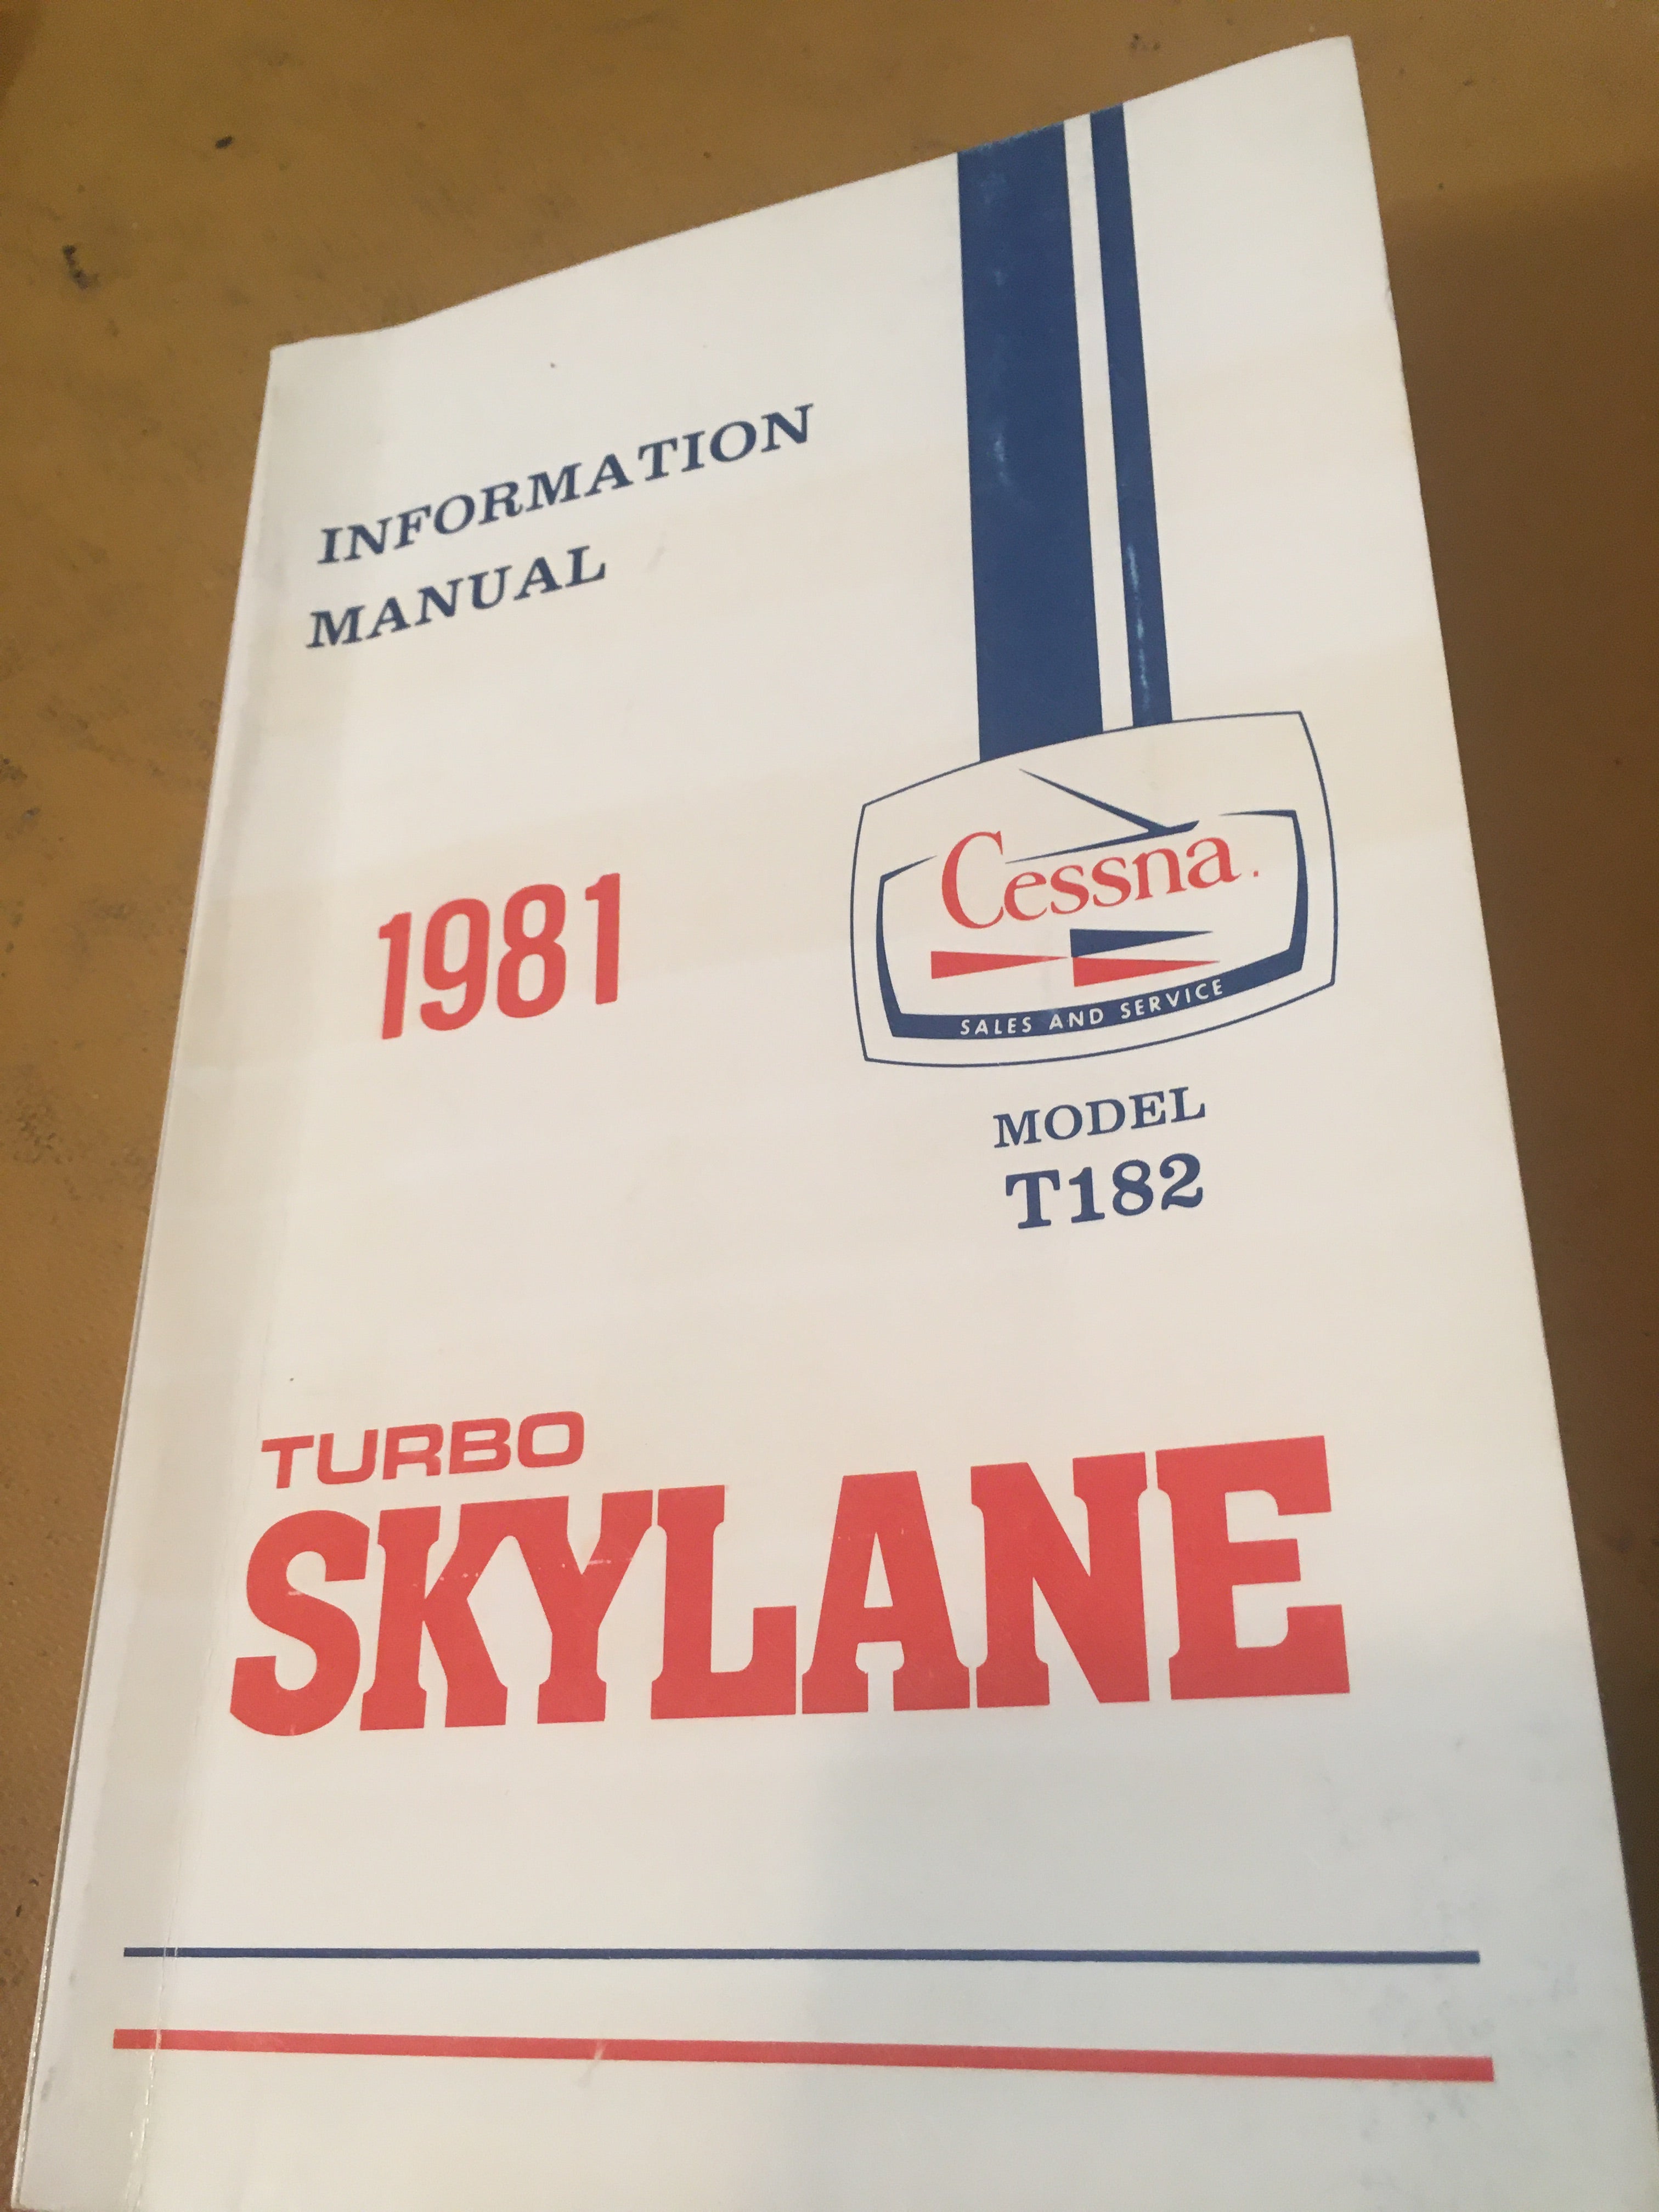 INFORMATION
MANUAL
1981
Cessna.
SALES AND SERVICE
MODEL
T182
TURBO
SKYLANE